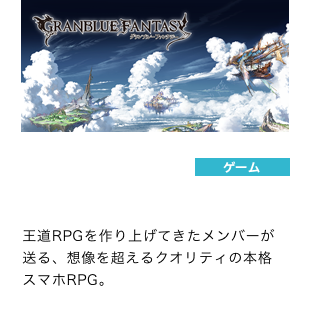 GRANBLUE FANTASY
グランブルーファンタジー
ゲーム
王道RPGを作り上げてきたメンバーが
送る、想像を超えるクオリティの本格
スマホRPG。